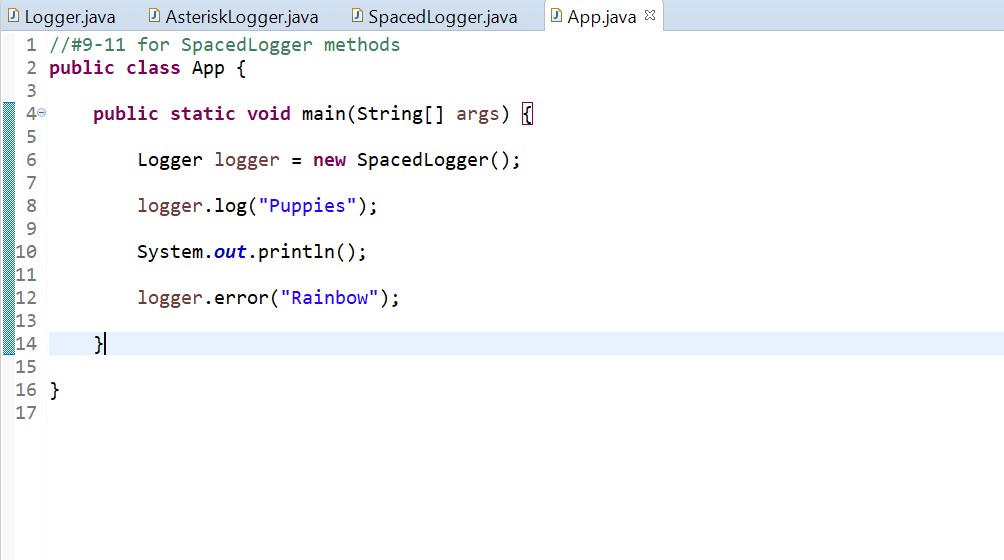 Logger.java AsteriskLogger.java SpacedLogger.java App.java
1 //#9-11 for SpacedLogger methods
2 public class App {
3
4 public static void main(String[] args) {
5
6 Logger logger = new SpacedLogger();
7
8 logger.log("Puppies");
9
10 System.out.println();
11
12 logger.error("Rainbow");
13
14 }
15
16 }
17